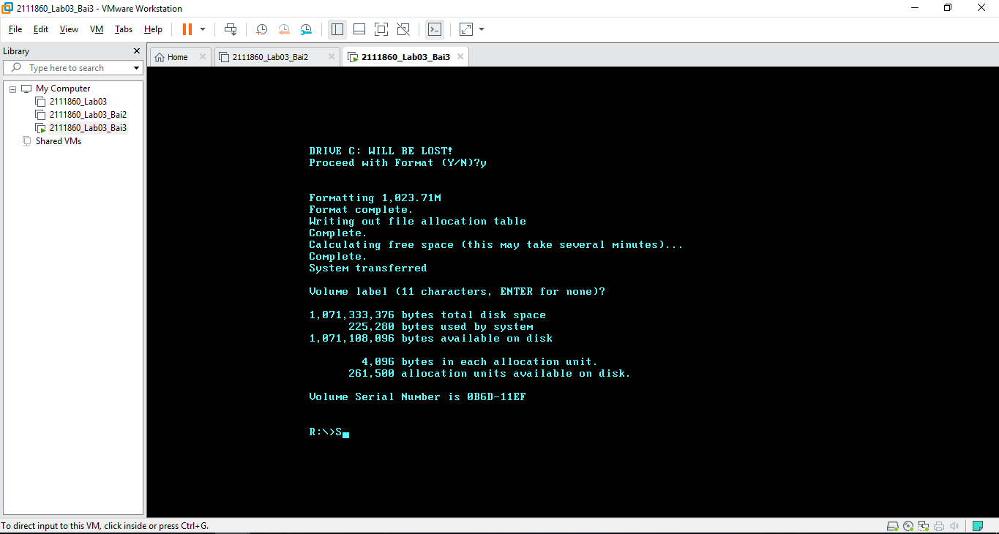 2111860_Lab03_Bai3 - VMware Workstation
File Edit View VM Tabs Help
Library
Type here to search
My Computer
2111860_Lab03
2111860_Lab03_Bai2
2111860_Lab03_Bai3
Shared VMs
Home 2111860_Lab03_Bai2 2111860_Lab03_Bai3
DRIVE C: WILL BE LOST!
Proceed with Format (Y/N)?y
Formatting 1,023.71M
Format complete.
Writing out file allocation table
Complete.
Calculating free space (this may take several minutes)...
Complete.
System transferred
Volume label (11 characters, ENTER for none)?
1,071,333,376 bytes total disk space
225,280 bytes used by system
1,071,108,096 bytes available on disk
4,096 bytes in each allocation unit.
261,500 allocation units available on disk.
Volume Serial Number is 0B6D-11EF
R:\>S
To direct input to this VM, click inside or press Ctrl+G.